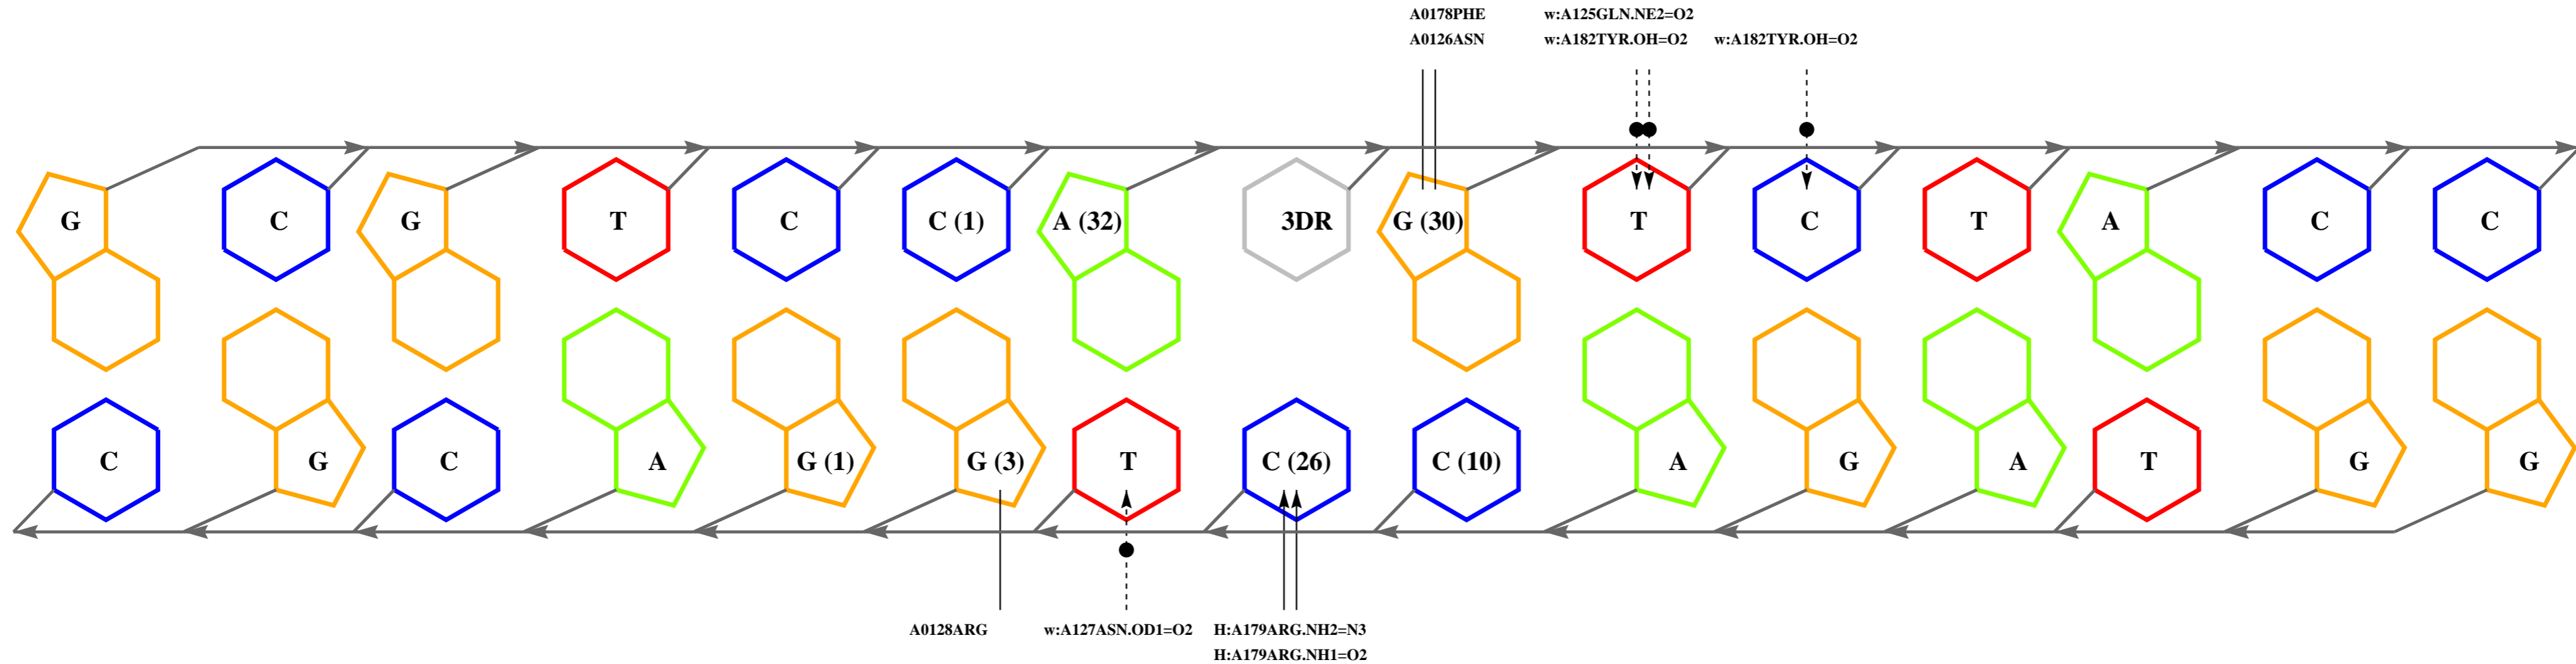 A0178PHE w:A125GLN.NE2=O2
A0126ASN w:A182TYR.OH=O2 w:A182TYR.OH=O2
G C G T C C (1) A (32) 3DR G (30) T C T A C C
C G C A G (1) G (3) T C (26) C (10) A G A T G G
A0128ARG w:A127ASN.OD1=O2 H:A179ARG.NH2=N3
H:A179ARG.NH1=O2